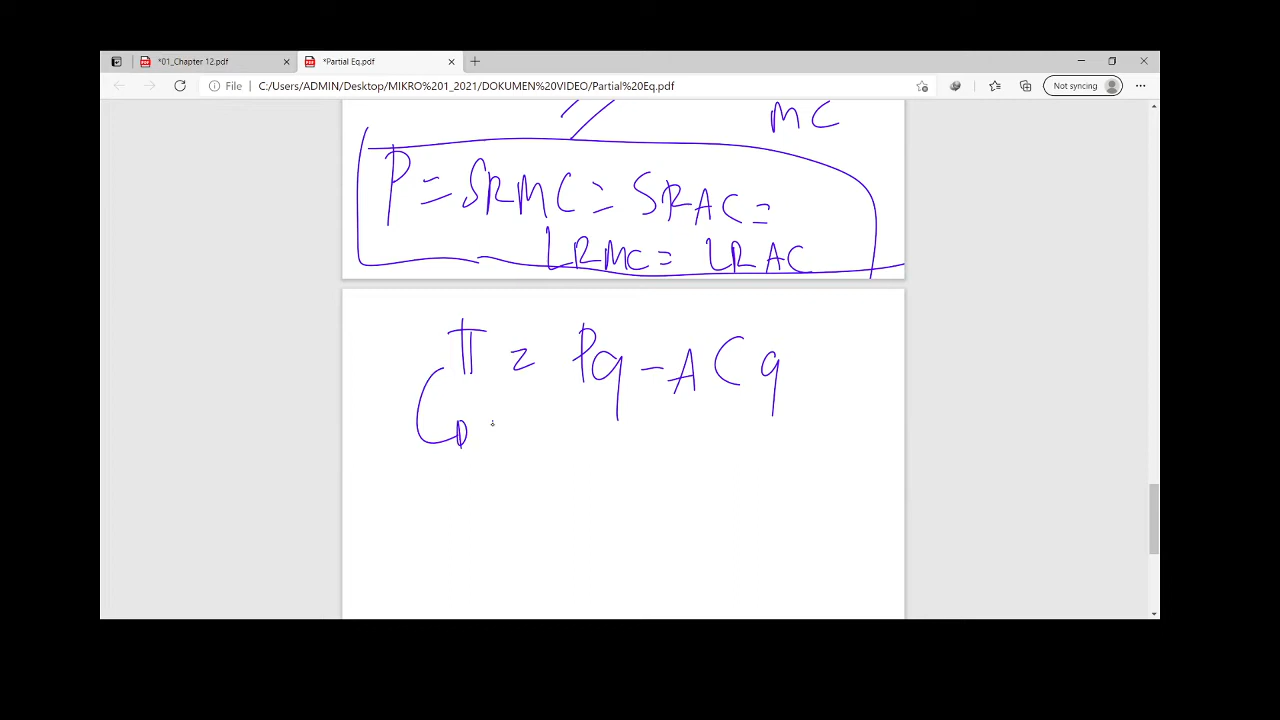 *01_Chapter 12.pdf
*Partial Eq.pdf
File
C:/Users/ADMIN/Desktop/MIKRO%201_2021/DOKUMEN%20VIDEO/Partial%20Eq.pdf
Not syncing
MC
P = SRMC = SRAC =
LRMC = LRAC
π = Pq - ACq